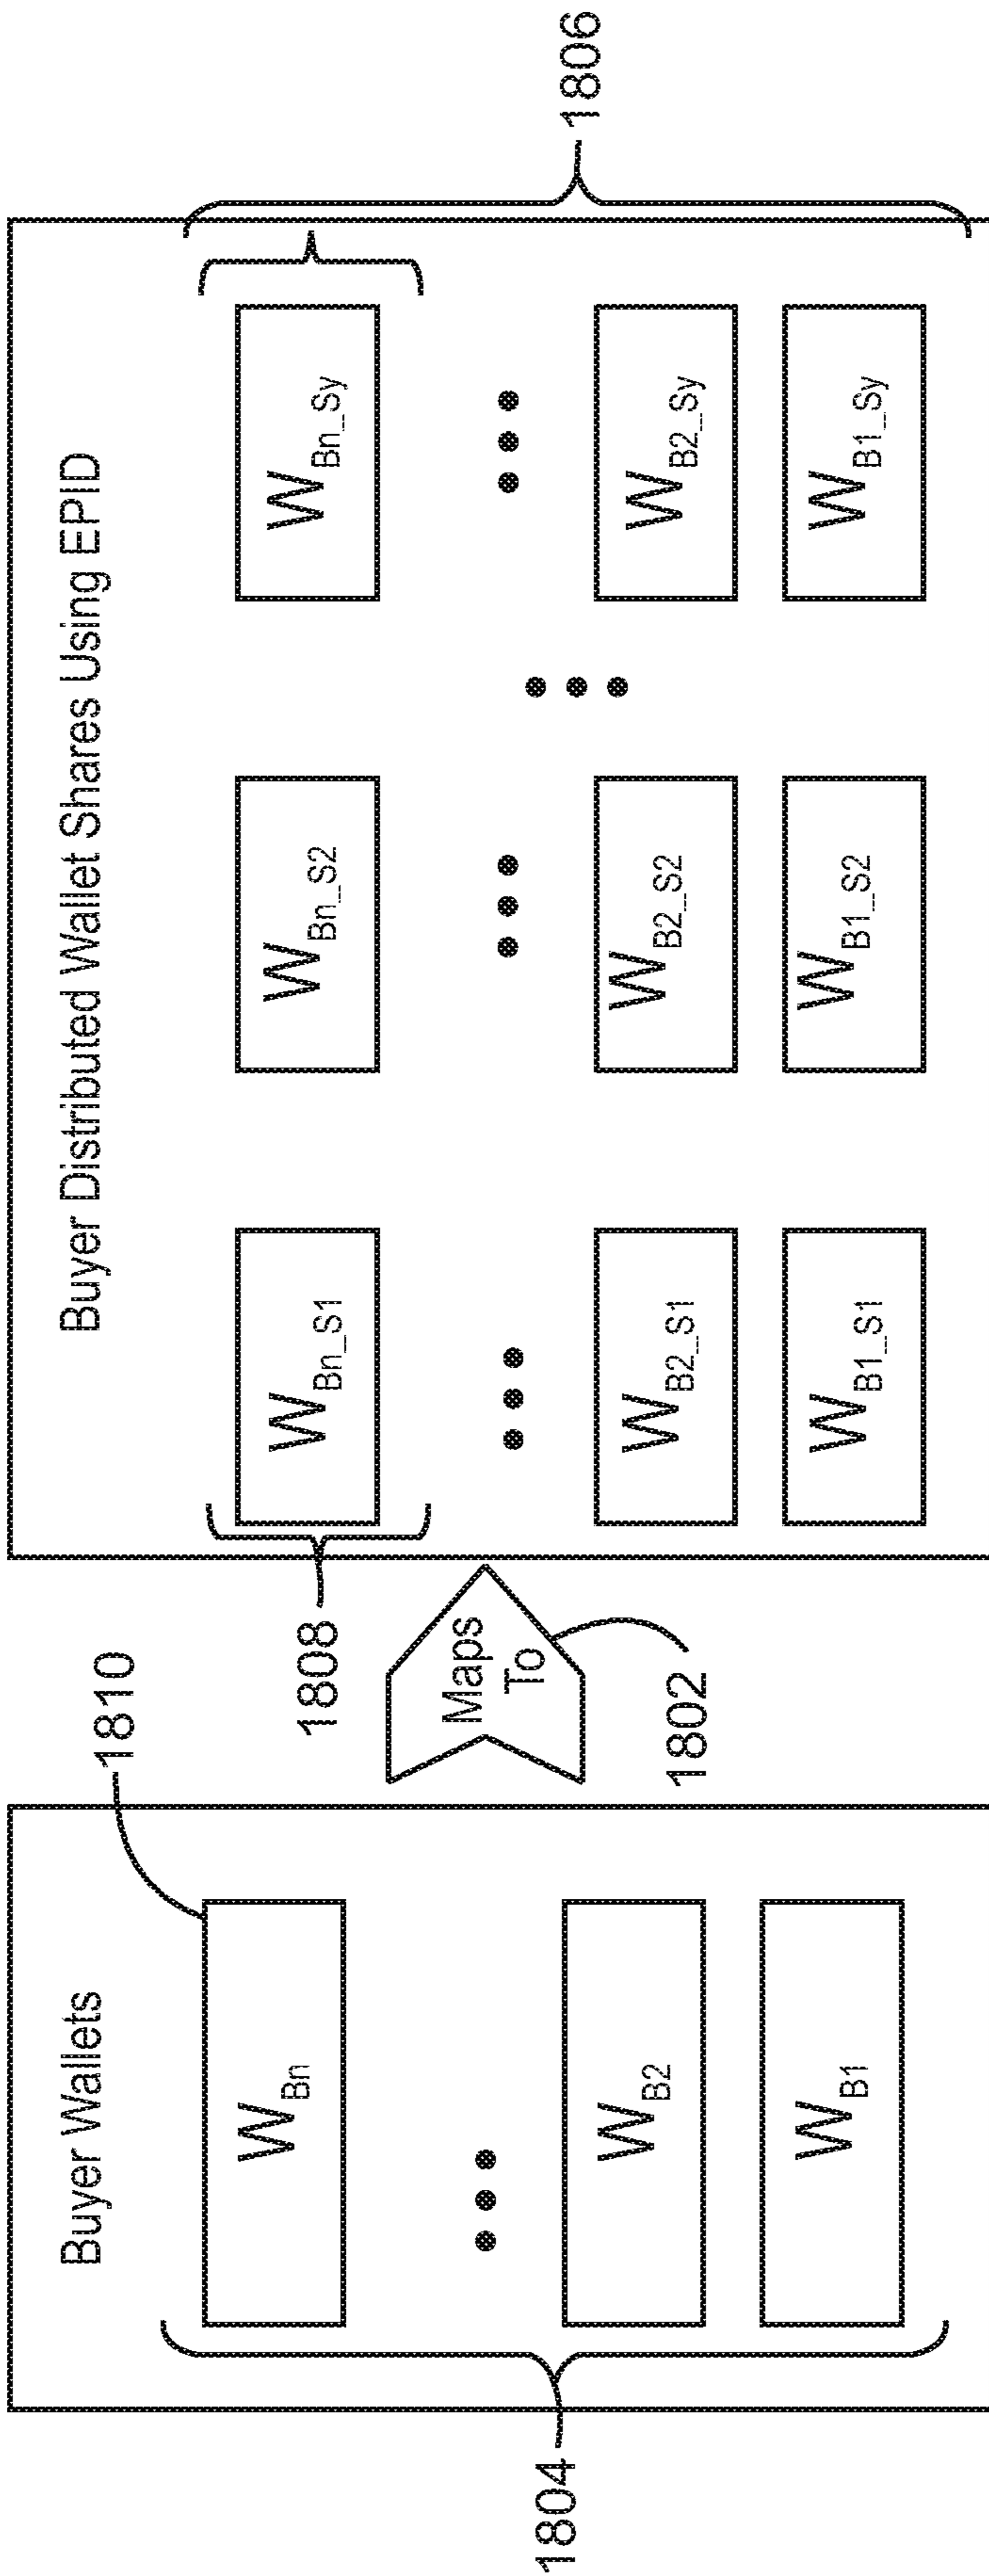 Buyer Wallets
1810
W_Bn
W_B2
W_B1
1804
Maps
To
1802
Buyer Distributed Wallet Shares Using EPID
1808
W_Bn_S1
W_Bn_S2
W_Bn_Sy
W_B2_S1
W_B2_S2
W_B2_Sy
W_B1_S1
W_B1_S2
W_B1_Sy
1806